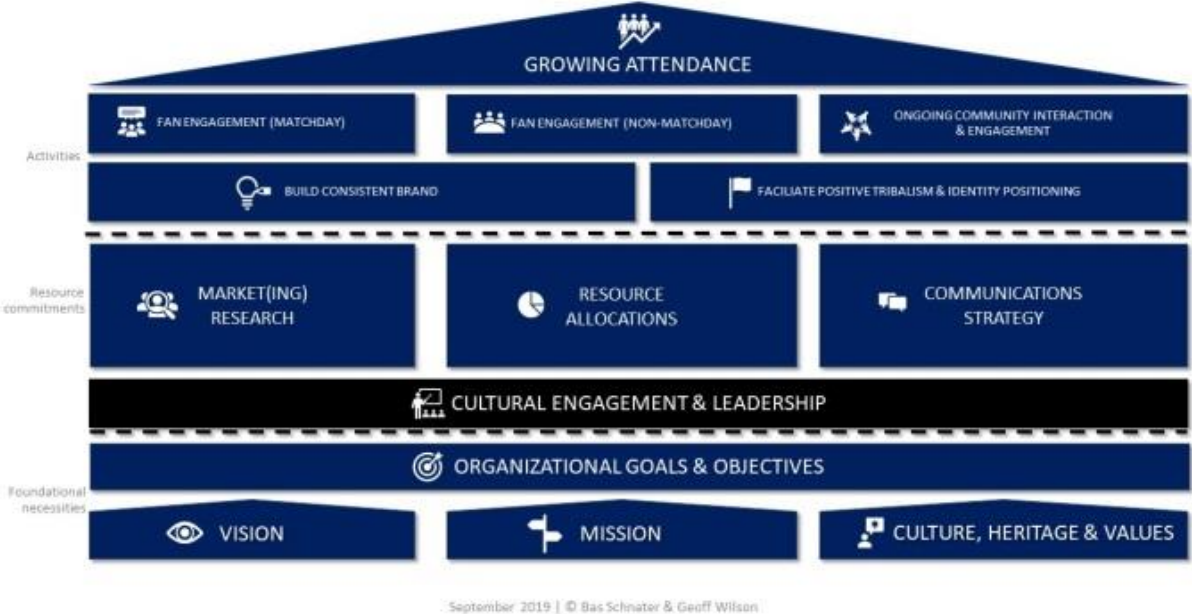 GROWING ATTENDANCE
FAN ENGAGEMENT (MATCHDAY)
FAN ENGAGEMENT (NON-MATCHDAY)
ONGOING COMMUNITY INTERACTION
& ENGAGEMENT
Activities
BUILD CONSISTENT BRAND
FACILIATE POSITIVE TRIBALISM & IDENTITY POSITIONING
Resource
commitments
MARKET(ING)
RESEARCH
RESOURCE
ALLOCATIONS
COMMUNICATIONS
STRATEGY
CULTURAL ENGAGEMENT & LEADERSHIP
ORGANIZATIONAL GOALS & OBJECTIVES
Foundational
necessities
VISION
MISSION
CULTURE, HERITAGE & VALUES
September 2019 | © Bas Schnater & Geoff Wilson